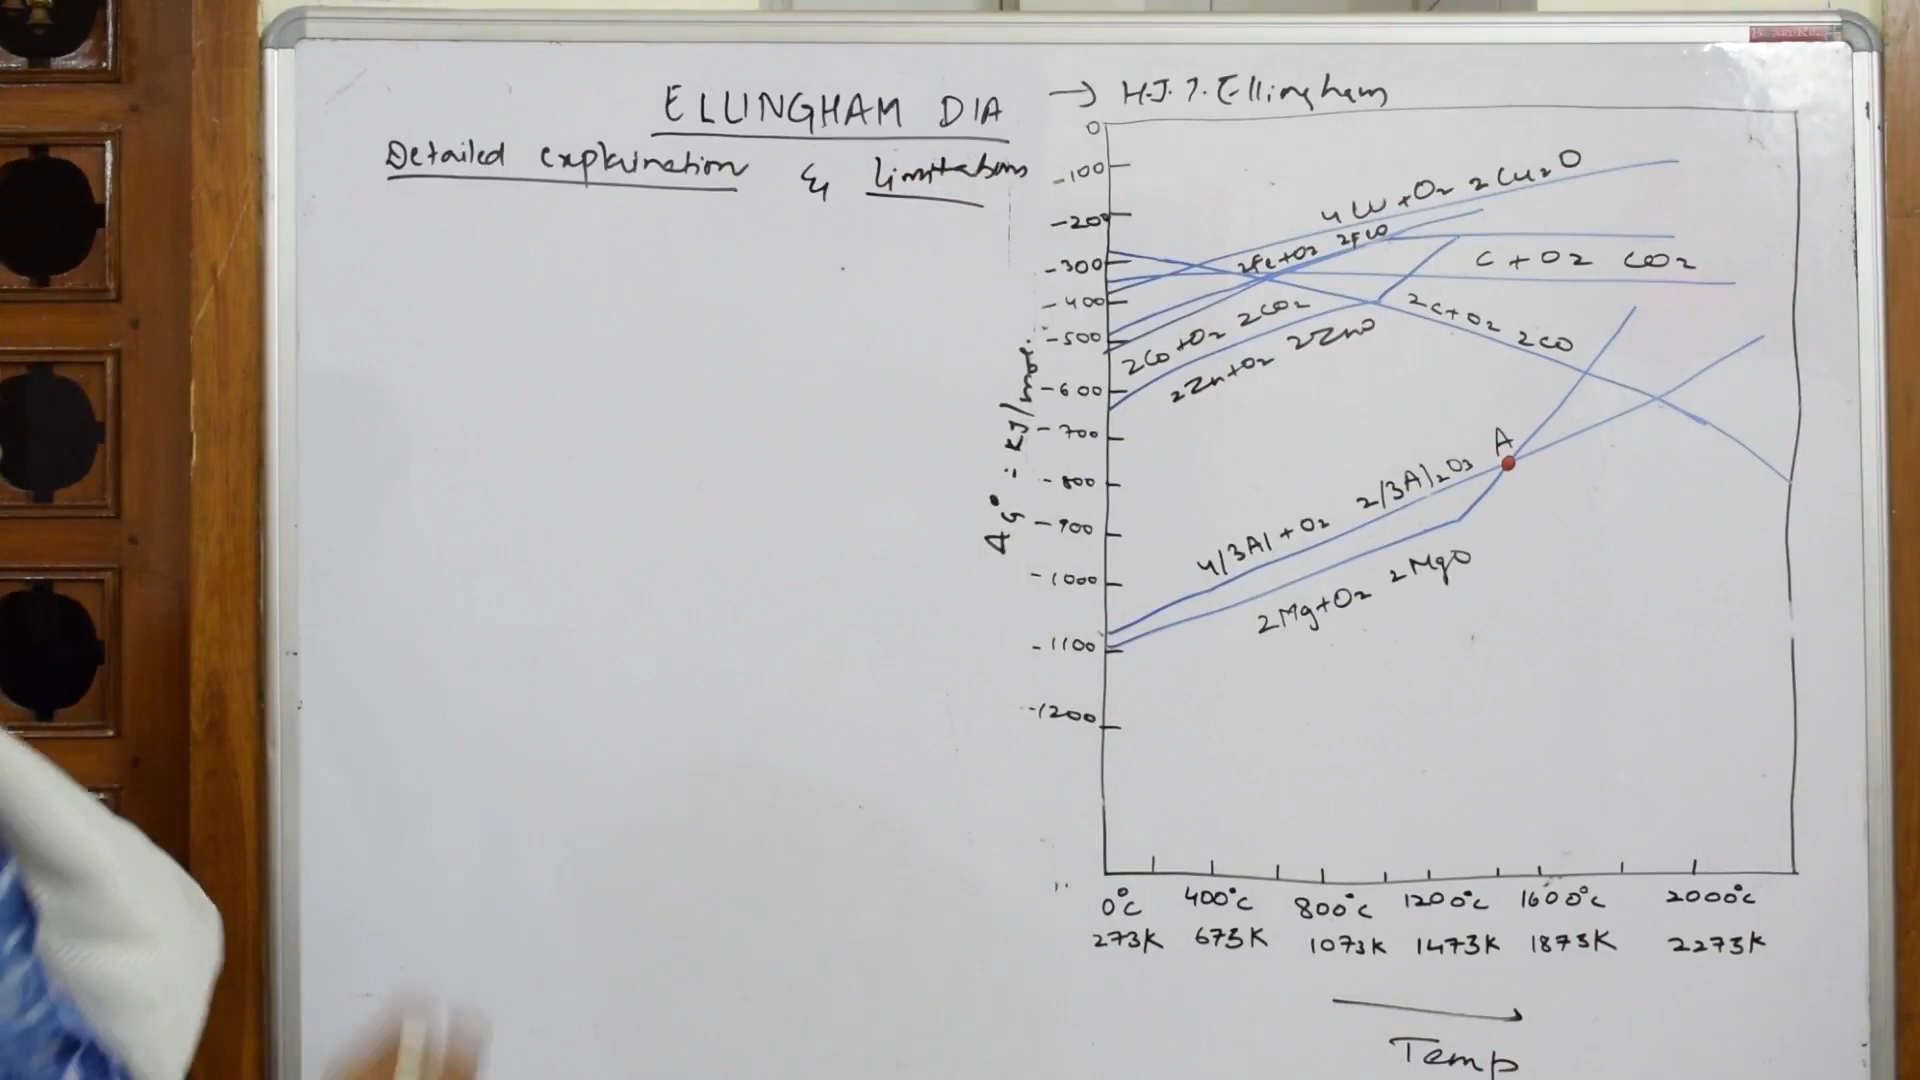 ELLINGHAM DIA → H.J.T. Ellingham
Detailed explaination & limitations
0
-100
-200
-300
-400
-500
-600
-700
-800
-900
-1000
-1100
-1200
ΔG° = KJ/mole.
4Cu+O2 2Cu2O
2Fe+O2 2FeO
C+O2 CO2
2CO+O2 2CO2
2C+O2 2CO
2Zn+O2 2ZnO
A
4/3Al+O2 2/3Al2O3
2Mg+O2 2MgO
0°C 400°C 800°C 1200°C 1600°C 2000°C
273K 673K 1073K 1473K 1873K 2273K
Temp